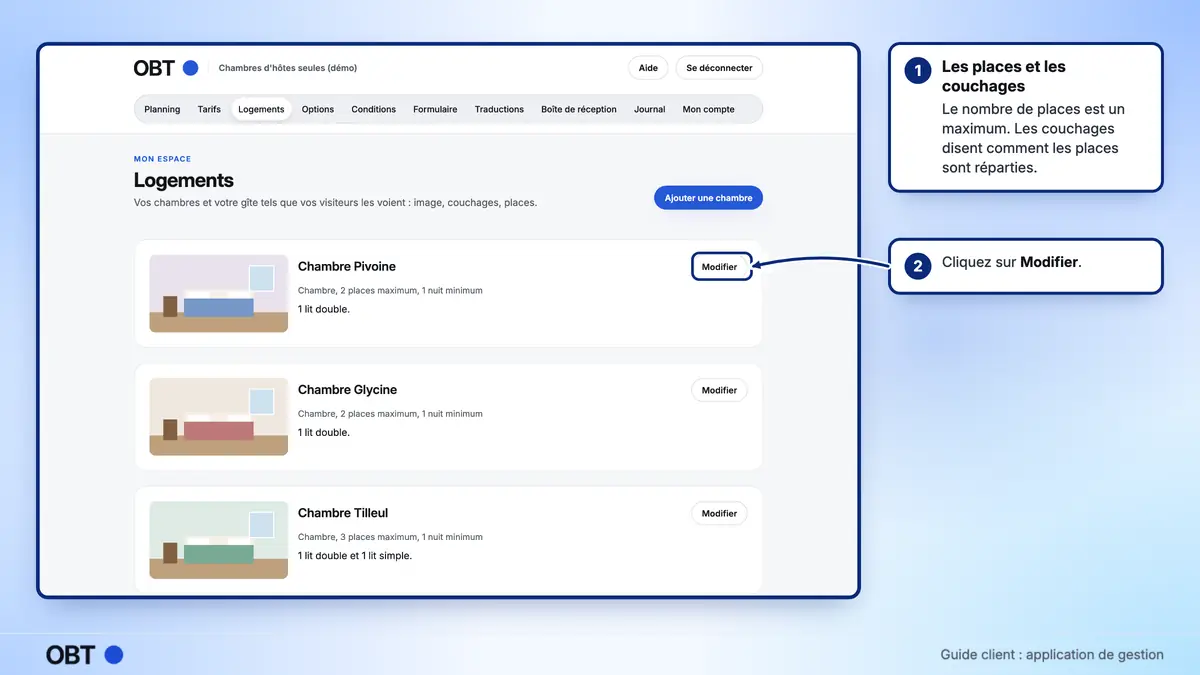 OBT
Chambres d'hôtes seules (démo)
Aide
Se déconnecter
Planning
Tarifs
Logements
Options
Conditions
Formulaire
Traductions
Boîte de réception
Journal
Mon compte
MON ESPACE
Logements
Vos chambres et votre gîte tels que vos visiteurs les voient : image, couchages, places.
Ajouter une chambre
Chambre Pivoine
Chambre, 2 places maximum, 1 nuit minimum
1 lit double.
Modifier
Chambre Glycine
Chambre, 2 places maximum, 1 nuit minimum
1 lit double.
Modifier
Chambre Tilleul
Chambre, 3 places maximum, 1 nuit minimum
1 lit double et 1 lit simple.
Modifier
1
Les places et les
couchages
Le nombre de places est un
maximum. Les couchages
disent comment les places
sont réparties.
2
Cliquez sur Modifier.
OBT
Guide client : application de gestion